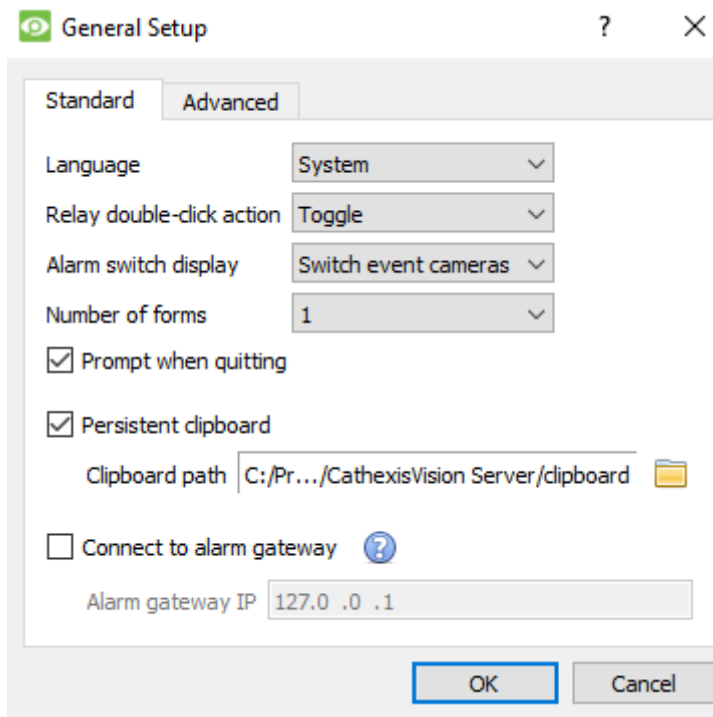 General Setup ?
Standard Advanced
Language System
Relay double-click action Toggle
Alarm switch display Switch event cameras
Number of forms 1
Prompt when quitting
Persistent clipboard
Clipboard path C:/Pr.../CathexisVision Server/clipboard
Connect to alarm gateway ?
Alarm gateway IP 127.0 .0 .1
OK Cancel